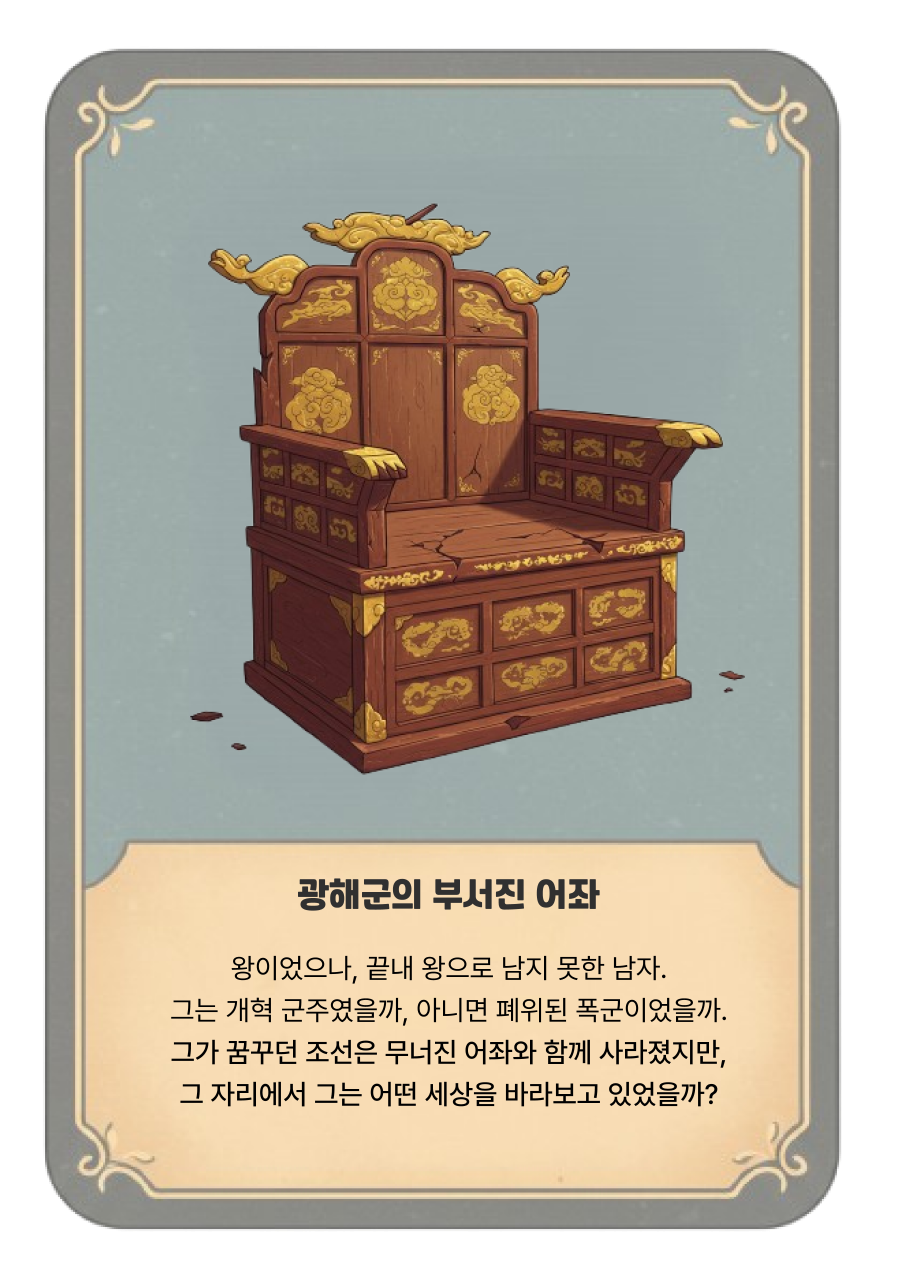 광해군의 부서진 어좌
왕이었으나, 끝내 왕으로 남지 못한 남자.
그는 개혁 군주였을까, 아니면 폐위된 폭군이었을까.
그가 꿈꾸던 조선은 무너진 어좌와 함께 사라졌지만,
그 자리에서 그는 어떤 세상을 바라보고 있었을까?